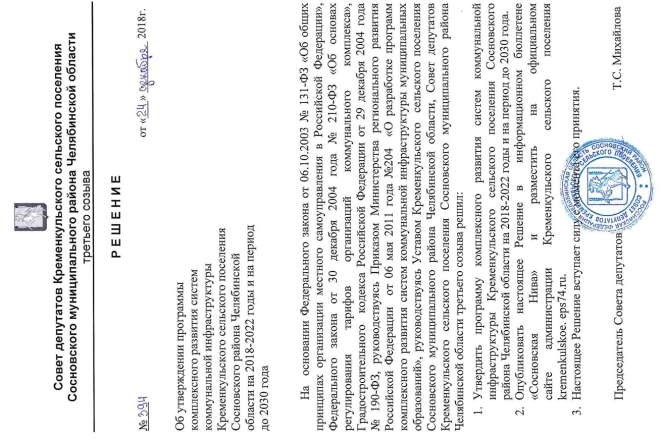 Совет депутатов Кременкульского сельского поселения
Сосновского муниципального района Челябинской области
третьего созыва
РЕШЕНИЕ
от «24» декабря 2018г.
№ 294
Об утверждении программы
комплексного развития систем
коммунальной инфраструктуры
Кременкульского сельского поселения
Сосновского района Челябинской
области на 2018-2022 годы и на период
до 2030 года
На основании Федерального закона от 06.10.2003 № 131-ФЗ «Об общих
принципах организации местного самоуправления в Российской Федерации»,
Федерального закона от 30 декабря 2004 года № 210-ФЗ «Об основах
регулирования тарифов организаций коммунального комплекса»,
Градостроительного кодекса Российской Федерации от 29 декабря 2004 года
№ 190-ФЗ, руководствуясь Приказом Министерства регионального развития
Российской Федерации от 06 мая 2011 года №204 «О разработке программ
комплексного развития систем коммунальной инфраструктуры муниципальных
образований», руководствуясь Уставом Кременкульского сельского поселения
Сосновского муниципального района Челябинской области, Совет депутатов
Кременкульского сельского поселения Сосновского муниципального района
Челябинской области третьего созыва решил:
1. Утвердить программу комплексного развития систем коммунальной
инфраструктуры Кременкульского сельского поселения Сосновского
района Челябинской области на 2018-2022 годы и на период до 2030 года.
2. Опубликовать настоящее Решение в информационном бюллетене
«Сосновская Нива» и разместить на официальном
сайте администрации Кременкульского сельского поселения
kremenkulskoe. eps74.ru.
3. Настоящее Решение вступает силу с момента его принятия.
Председатель Совета депутатов Т.С. Михайлова